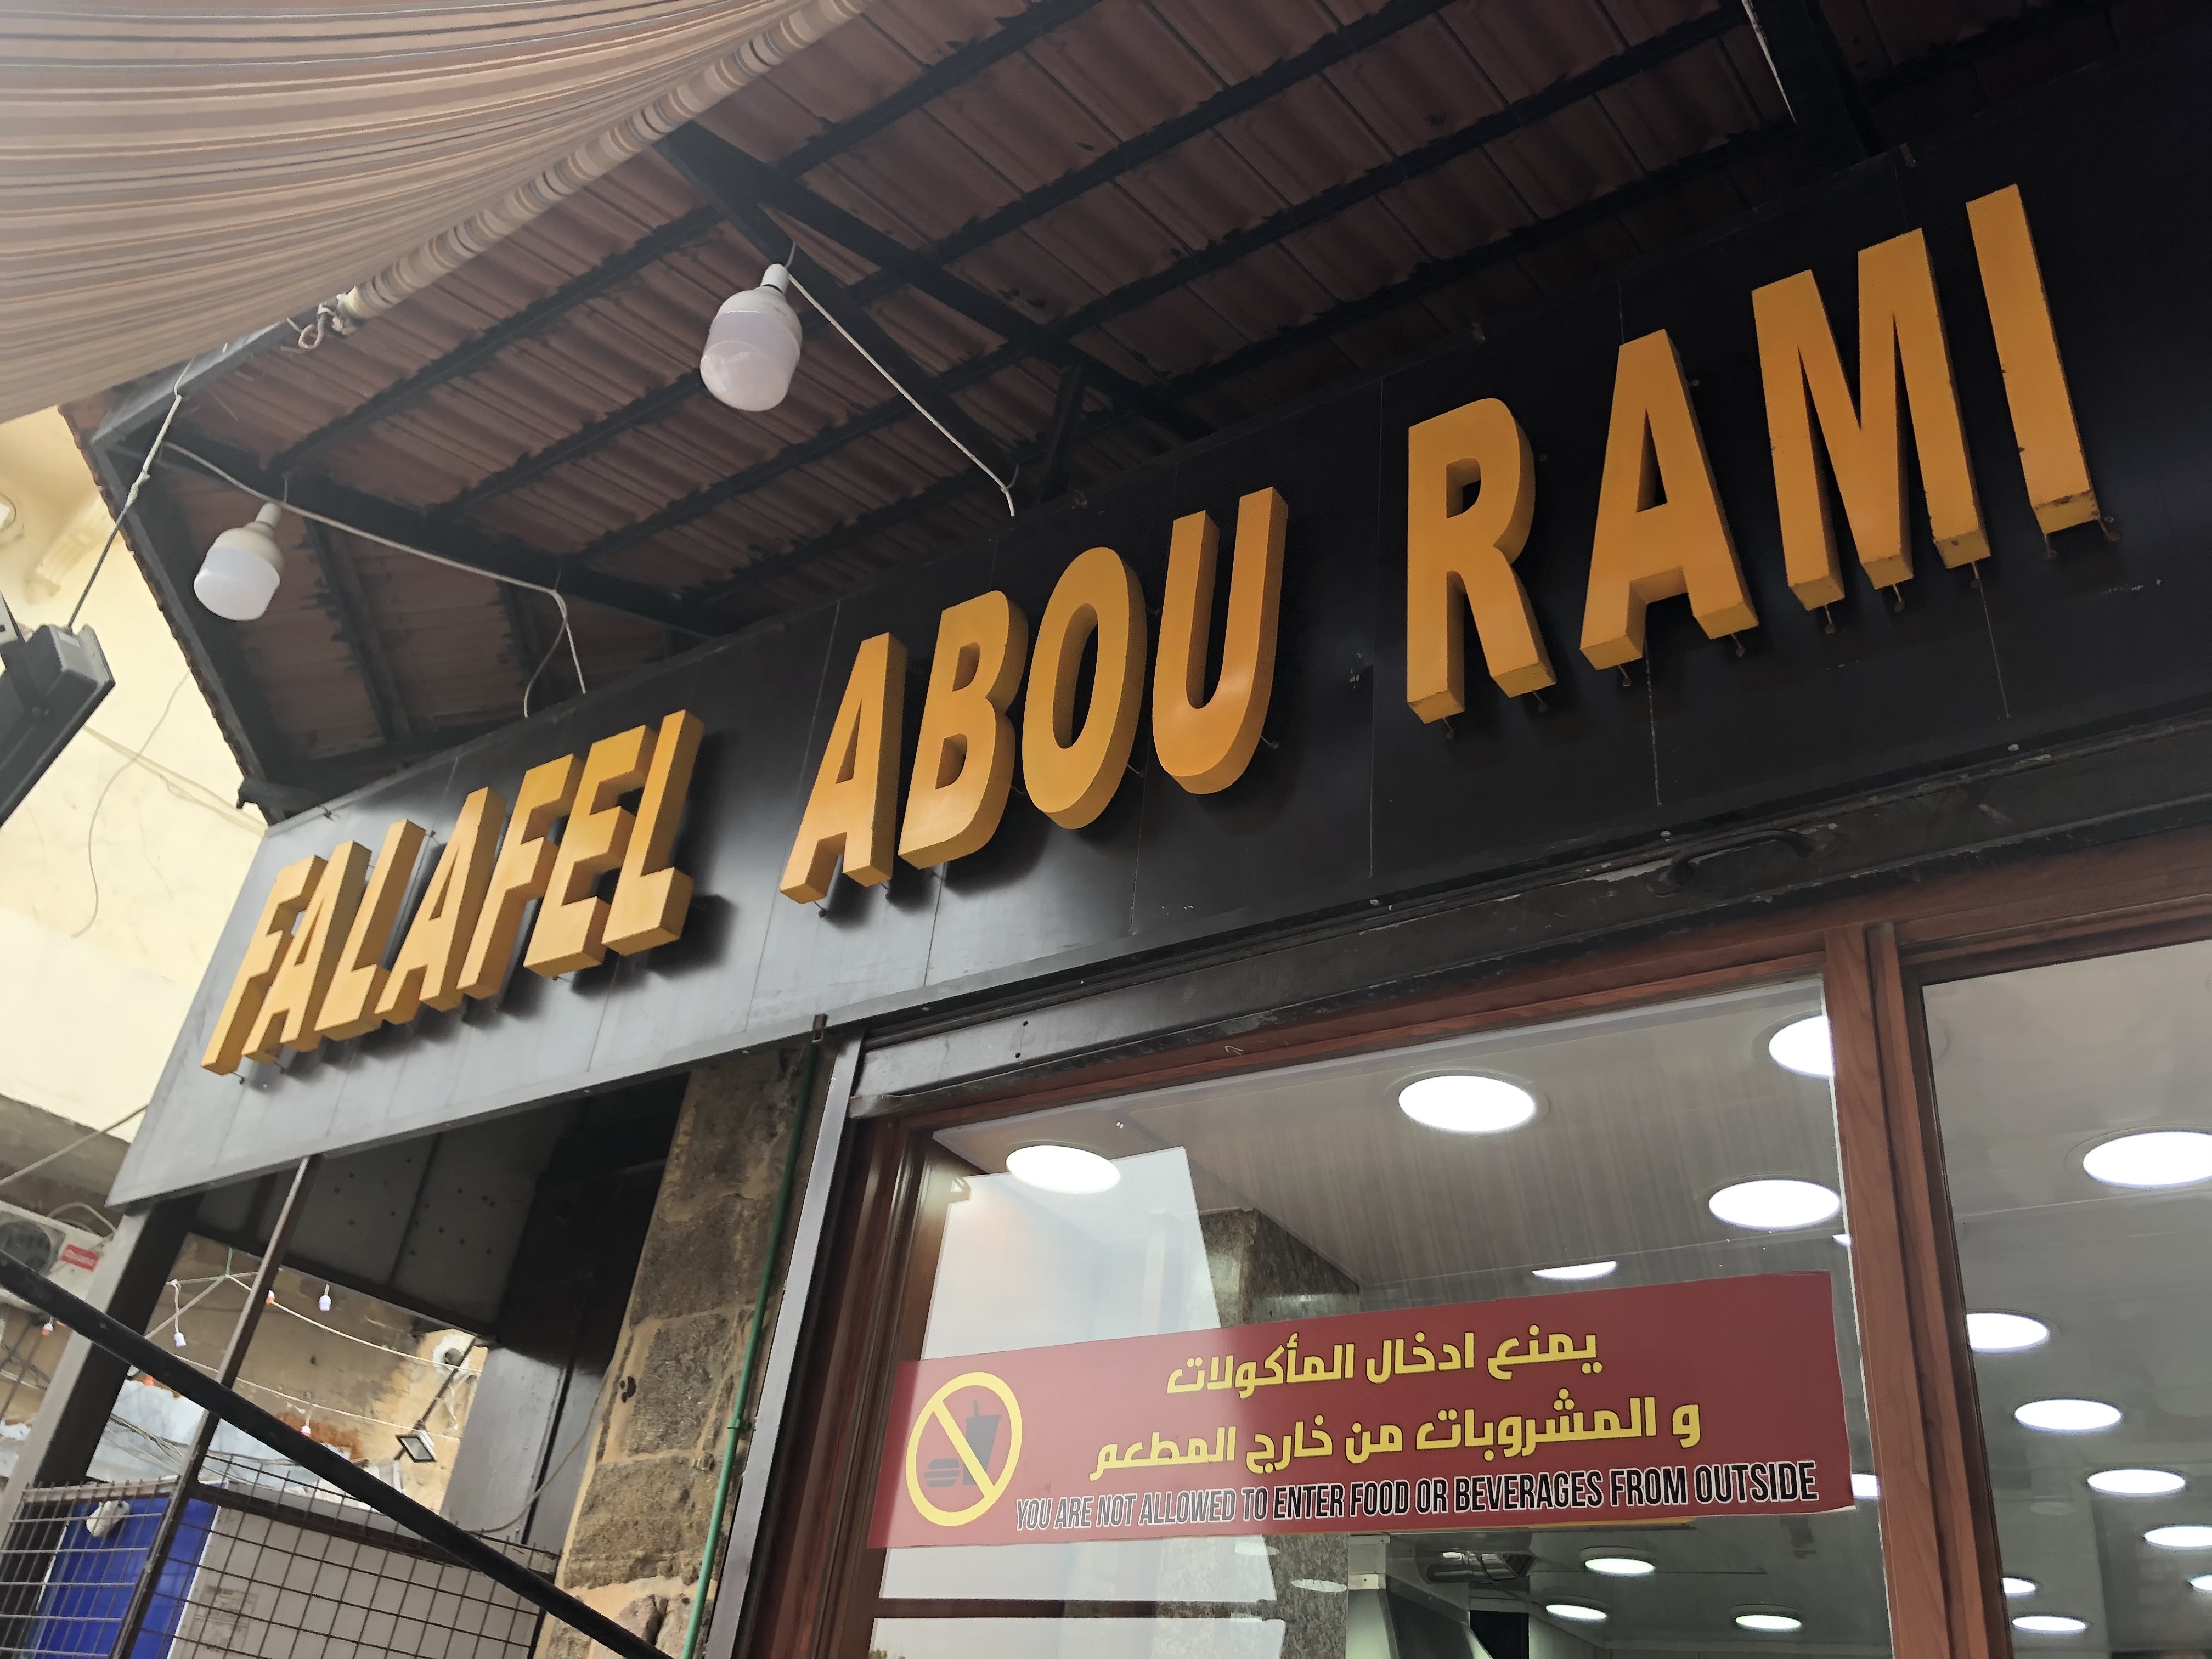 FALAFEL ABOU RAMI
يمنع ادخال المأكولات
و المشروبات من خارج المطعم
YOU ARE NOT ALLOWED TO ENTER FOOD OR BEVERAGES FROM OUTSIDE